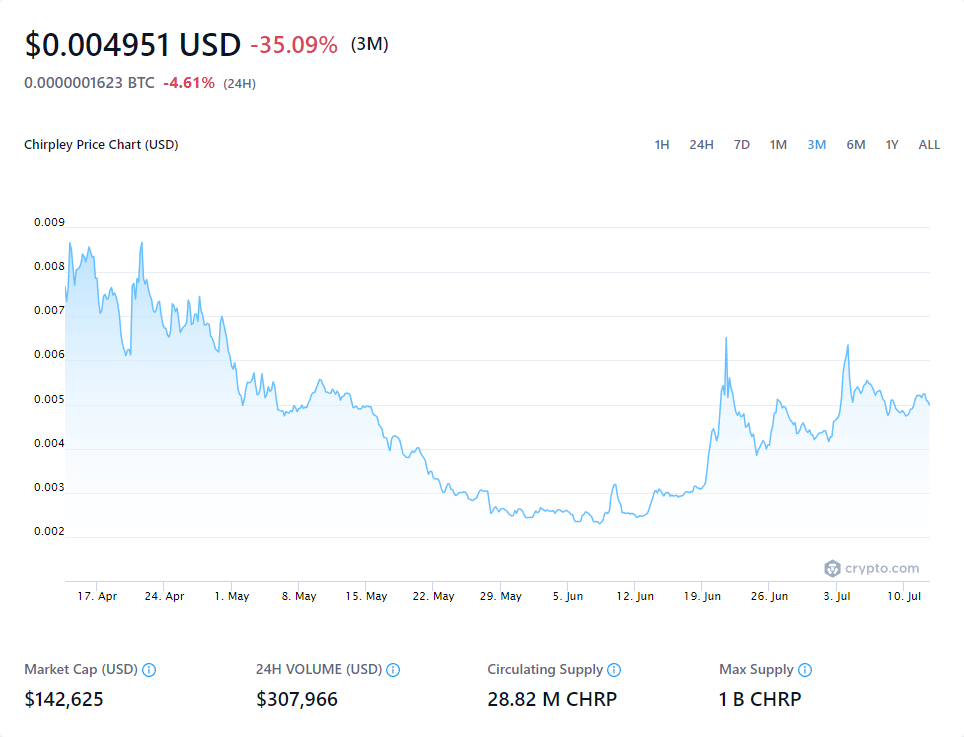 $0.004951 USD -35.09% (3M)
0.0000001623 BTC -4.61% (24H)
Chirpley Price Chart (USD) 1H 24H 7D 1M 3M 6M 1Y ALL
0.009
0.008
0.007
0.006
0.005
0.004
0.003
0.002
crypto.com
17. Apr 24. Apr 1. May 8. May 15. May 22. May 29. May 5. Jun 12. Jun 19. Jun 26. Jun 3. Jul 10. Jul
Market Cap (USD) 24H VOLUME (USD) Circulating Supply Max Supply
$142,625 $307,966 28.82 M CHRP 1 B CHRP